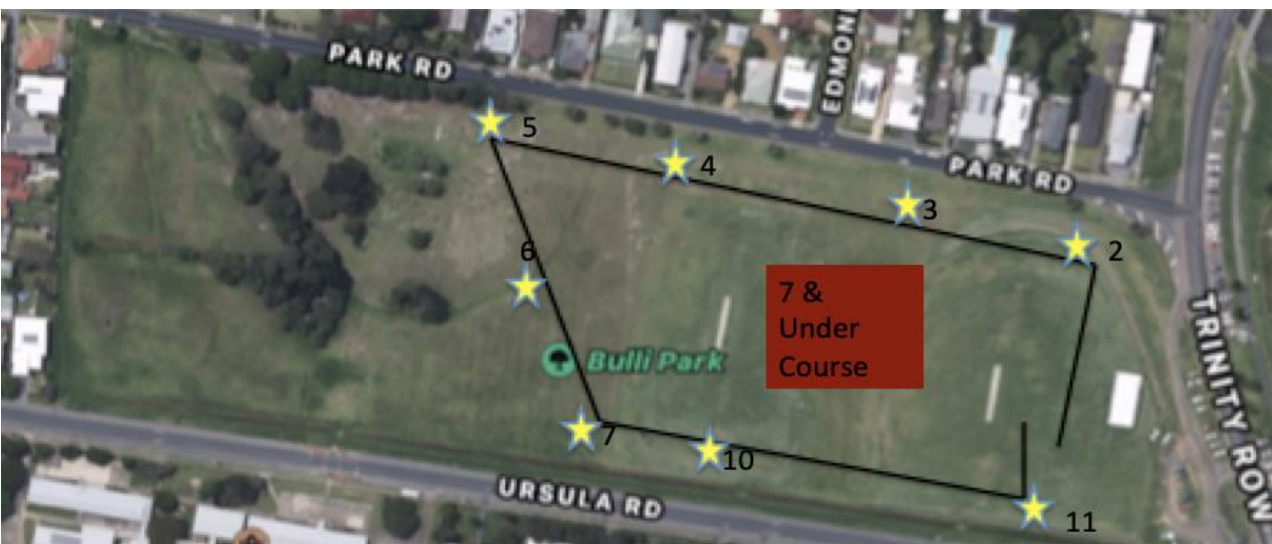 PARK RD
EDMON
5
4
PARK RD
3
2
6
7 &
Under
Course
Bulli Park
TRINITY ROW
7
10
URSULA RD
11